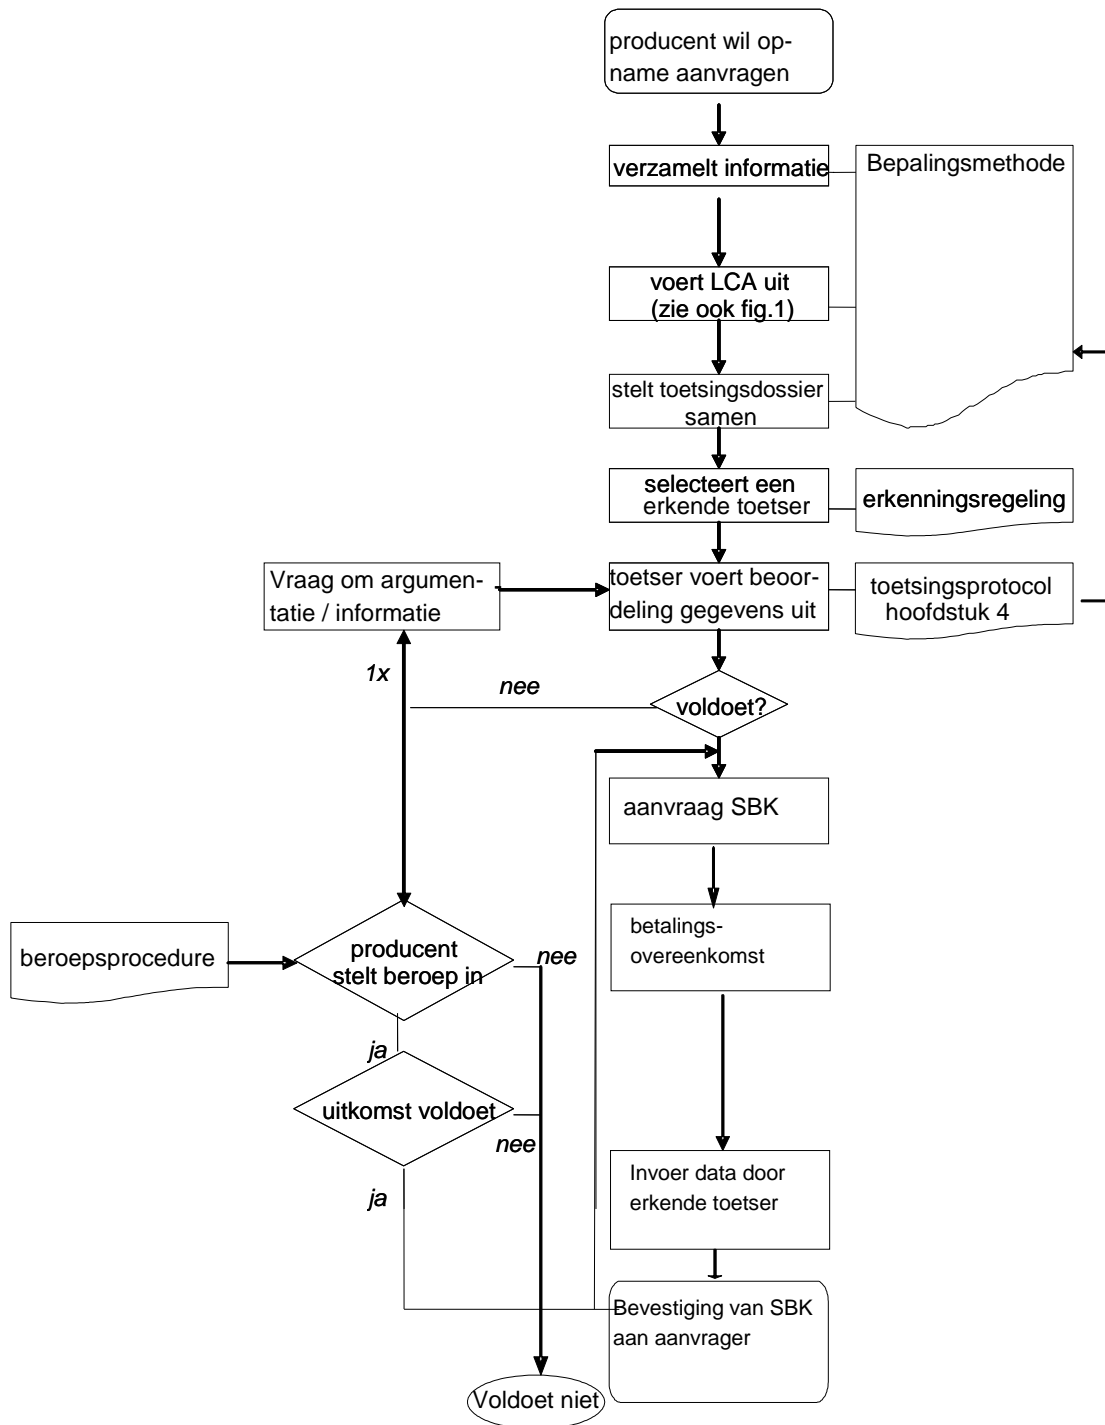 producent wil op-
name aanvragen
verzamelt informatie
Bepalingsmethode
voert LCA uit
(zie ook fig.1)
stelt toetsingsdossier
samen
selecteert een
erkende toetser
erkenningsregeling
Vraag om argumen-
tatie / informatie
toetser voert beoor-
deling gegevens uit
toetsingsprotocol
hoofdstuk 4
1x
nee
voldoet?
aanvraag SBK
betalings-
overeenkomst
beroepsprocedure
producent
stelt beroep in
nee
ja
uitkomst voldoet
nee
ja
Invoer data door
erkende toetser
Bevestiging van SBK
aan aanvrager
Voldoet niet